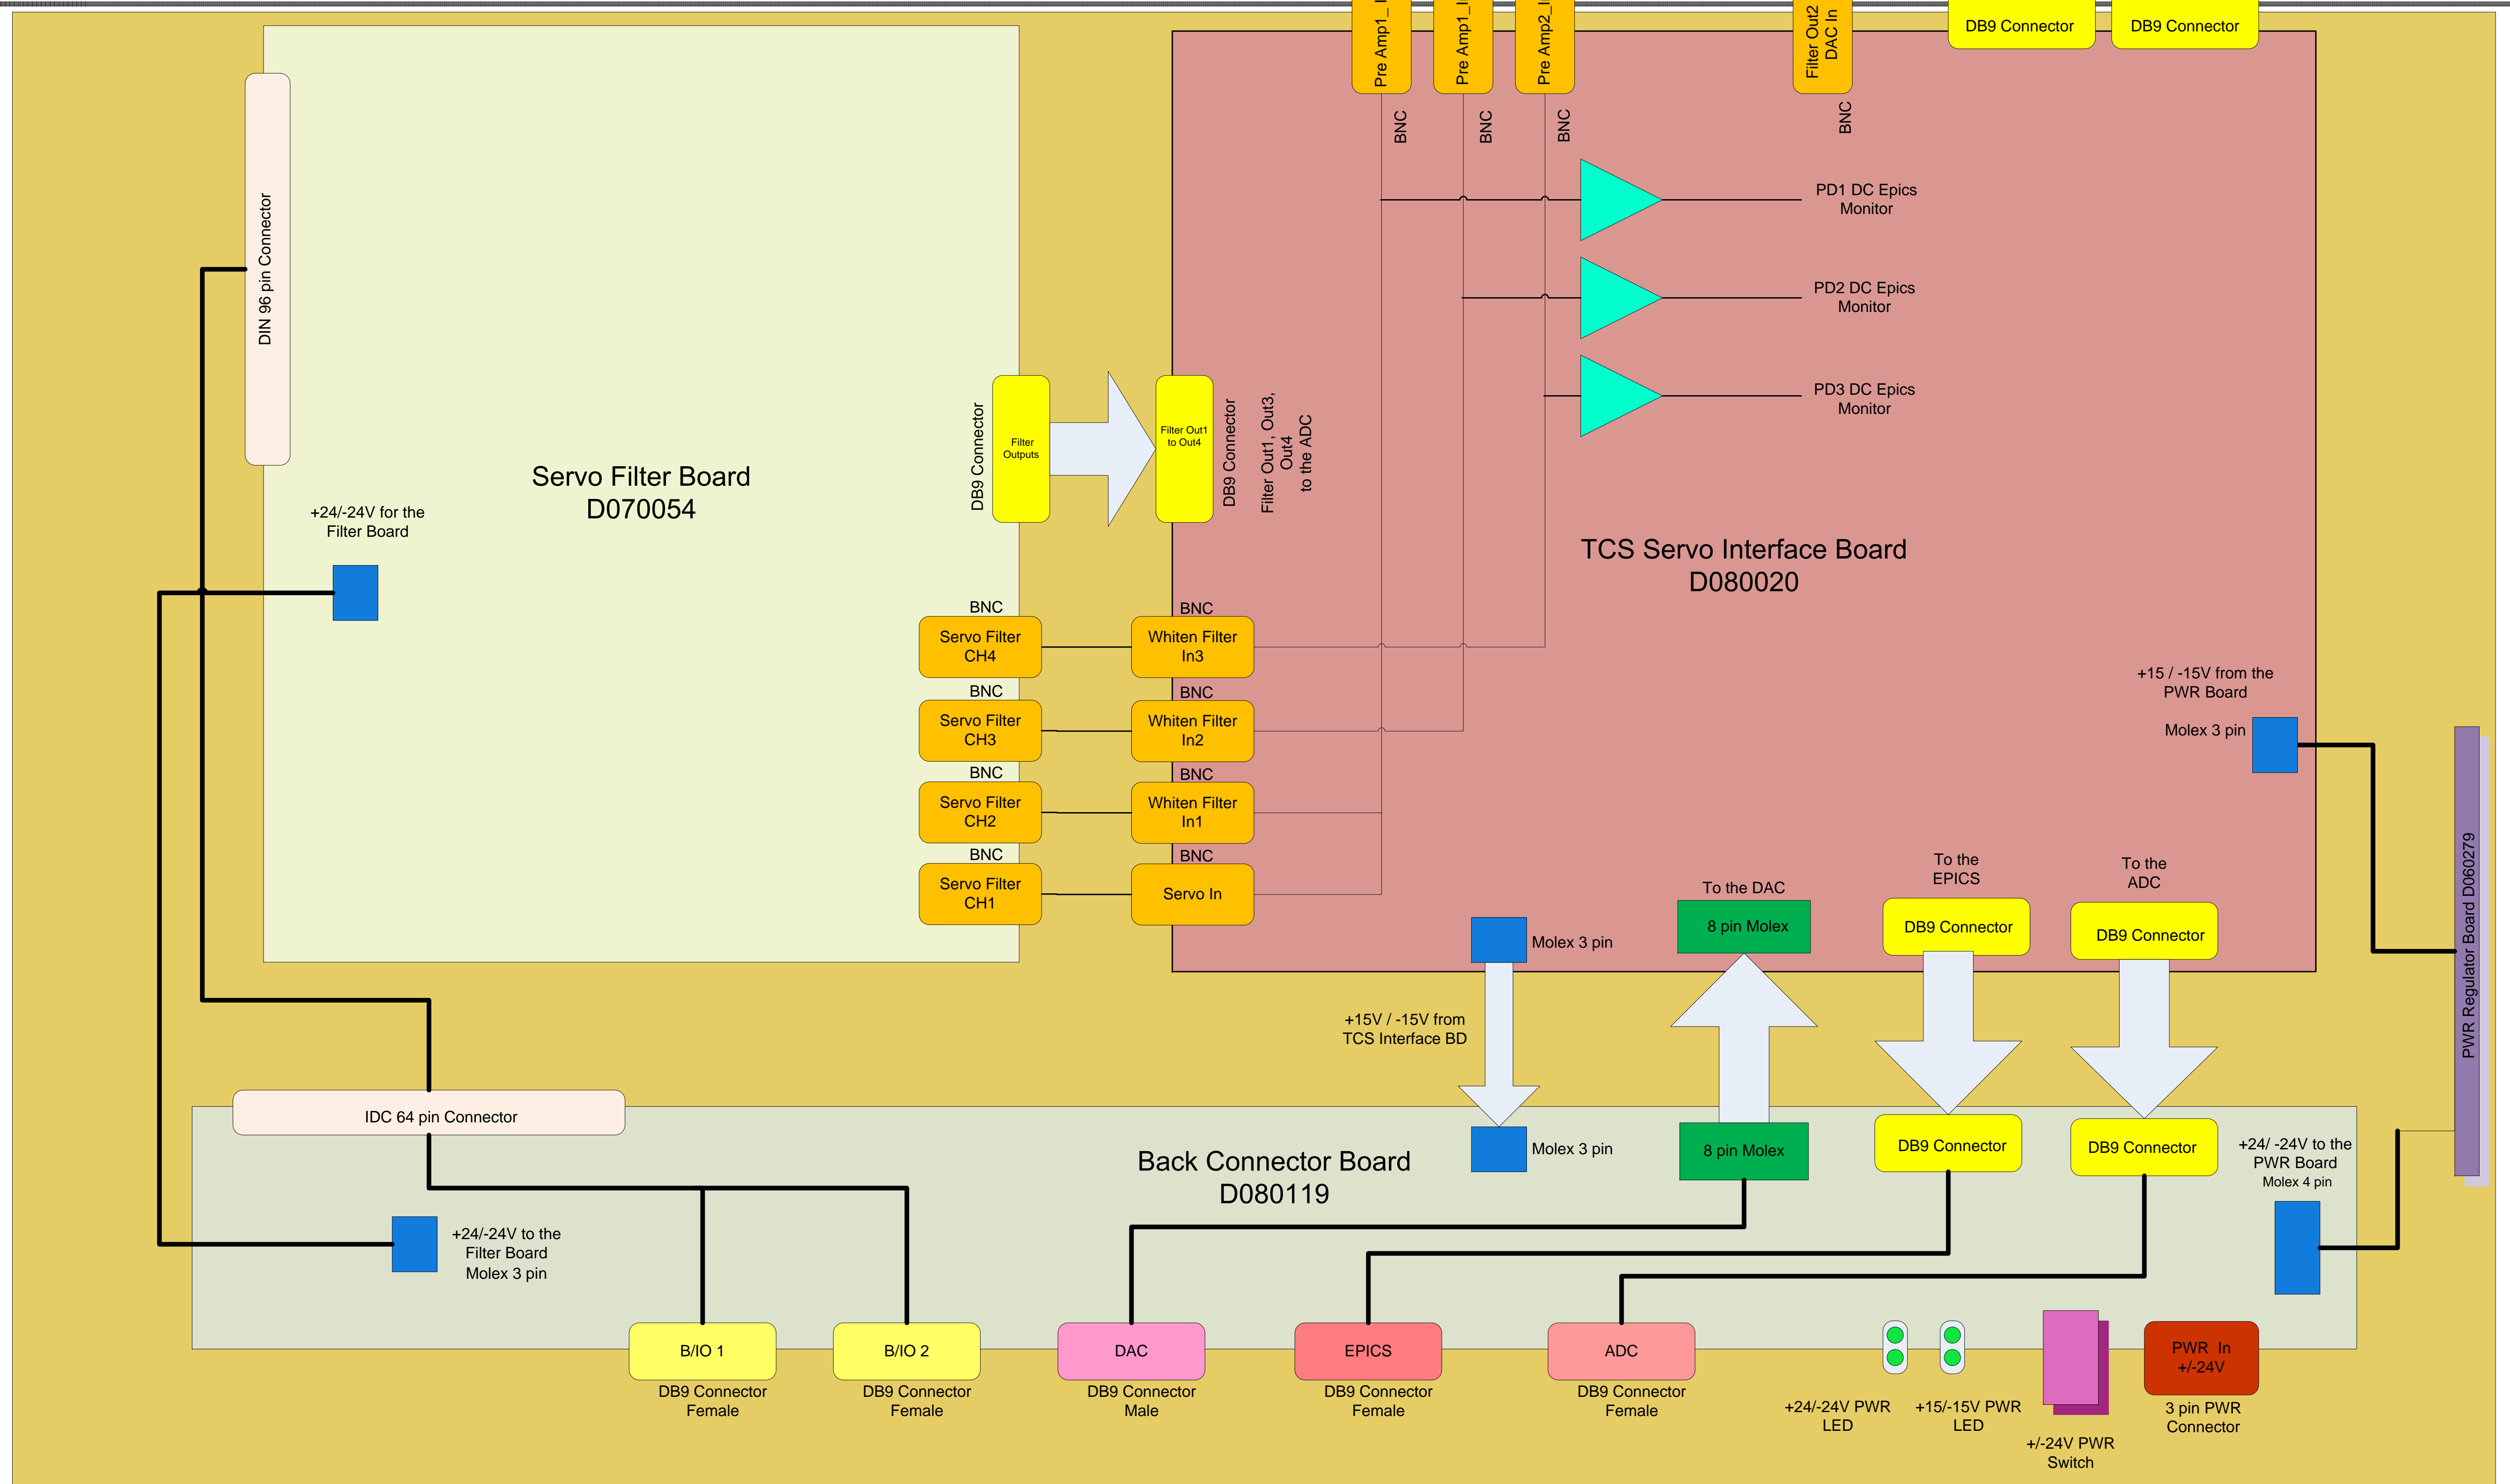 Pre Amp1_ I
Pre Amp1_I
Pre Amp2_I
Filter Out2
DAC In
DB9 Connector
DB9 Connector
BNC
BNC
BNC
BNC
DIN 96 pin Connector
PD1 DC Epics
Monitor
PD2 DC Epics
Monitor
PD3 DC Epics
Monitor
DB9 Connector
Filter
Outputs
Filter Out1
to Out4
DB9 Connector
Filter Out1, Out3,
Out4
to the ADC
Servo Filter Board
D070054
+24/-24V for the
Filter Board
TCS Servo Interface Board
D080020
BNC
Servo Filter
CH4
BNC
Whiten Filter
In3
BNC
Servo Filter
CH3
BNC
Whiten Filter
In2
BNC
Servo Filter
CH2
BNC
Whiten Filter
In1
BNC
Servo Filter
CH1
BNC
Servo In
+15 / -15V from the
PWR Board
Molex 3 pin
PWR Regulator Board D060279
Molex 3 pin
To the DAC
8 pin Molex
To the
EPICS
DB9 Connector
To the
ADC
DB9 Connector
+15V / -15V from
TCS Interface BD
IDC 64 pin Connector
Back Connector Board
D080119
Molex 3 pin
8 pin Molex
DB9 Connector
DB9 Connector
+24/ -24V to the
PWR Board
Molex 4 pin
+24/-24V to the
Filter Board
Molex 3 pin
B/IO 1
DB9 Connector
Female
B/IO 2
DB9 Connector
Female
DAC
DB9 Connector
Male
EPICS
DB9 Connector
Female
ADC
DB9 Connector
Female
+24/-24V PWR
LED
+15/-15V PWR
LED
+/-24V PWR
Switch
PWR  In
+/-24V
3 pin PWR
Connector